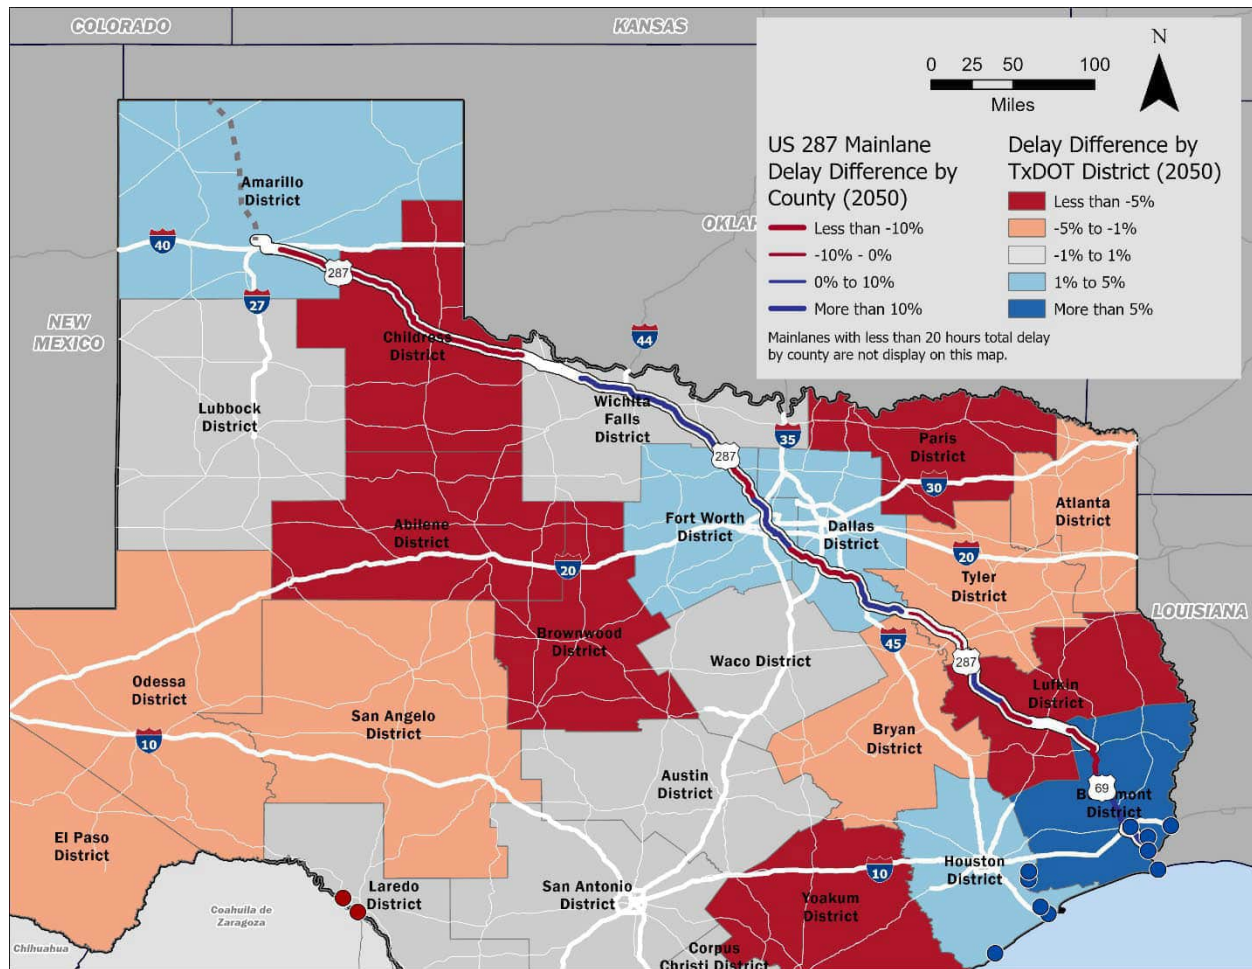 COLORADO
KANSAS
N
0 25 50 100
Miles
US 287 Mainlane
Delay Difference by
County (2050)
Less than -10%
-10% - 0%
0% to 10%
More than 10%
Mainlanes with less than 20 hours total delay
by county are not display on this map.
Delay Difference by
TxDOT District (2050)
Less than -5%
-5% to -1%
-1% to 1%
1% to 5%
More than 5%
Amarillo
District
OKLAH
40
287
27
NEW
MEXICO
44
Childress
District
Lubbock
District
Wichita
Falls
District
35
Paris
District
287
30
Atlanta
District
Fort Worth
District
Dallas
District
Abilene
District
20
20
Tyler
District
LOUISIANA
Brownwood
District
45
Waco District
287
Lufkin
District
Odessa
District
San Angelo
District
Bryan
District
10
Austin
District
69
Beaumont
District
El Paso
District
Houston
District
10
Laredo
District
San Antonio
District
Yoakum
District
Coahuila de
Zaragoza
Chihuahua
Corpus
Christi District